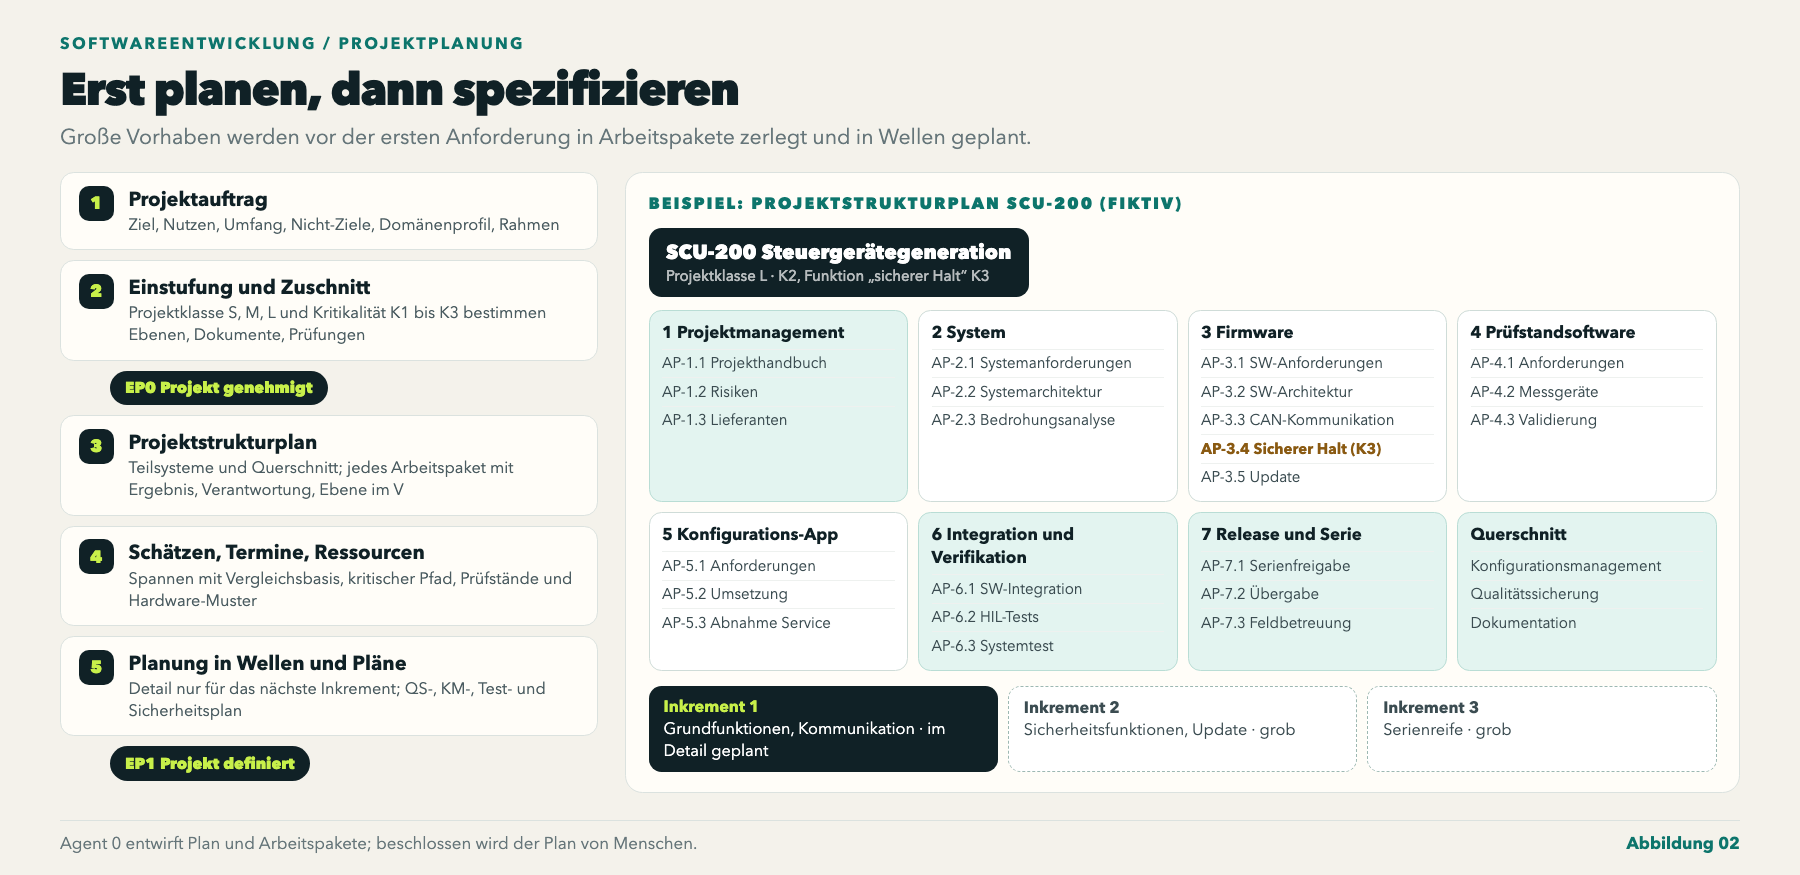 SOFTWAREENTWICKLUNG / PROJEKTPLANUNG
Erst planen, dann spezifizieren
Große Vorhaben werden vor der ersten Anforderung in Arbeitspakete zerlegt und in Wellen geplant.
1
Projektauftrag
Ziel, Nutzen, Umfang, Nicht-Ziele, Domänenprofil, Rahmen
2
Einstufung und Zuschnitt
Projektklasse S, M, L und Kritikalität K1 bis K3 bestimmen
Ebenen, Dokumente, Prüfungen
EP0 Projekt genehmigt
3
Projektstrukturplan
Teilsysteme und Querschnitt; jedes Arbeitspaket mit
Ergebnis, Verantwortung, Ebene im V
4
Schätzen, Termine, Ressourcen
Spannen mit Vergleichsbasis, kritischer Pfad, Prüfstände und
Hardware-Muster
5
Planung in Wellen und Pläne
Detail nur für das nächste Inkrement; QS-, KM-, Test- und
Sicherheitsplan
EP1 Projekt definiert
BEISPIEL: PROJEKTSTRUKTURPLAN SCU-200 (FIKTIV)
SCU-200 Steuergerätegeneration
Projektklasse L · K2, Funktion „sicherer Halt“ K3
1 Projektmanagement
AP-1.1 Projekthandbuch
AP-1.2 Risiken
AP-1.3 Lieferanten
2 System
AP-2.1 Systemanforderungen
AP-2.2 Systemarchitektur
AP-2.3 Bedrohungsanalyse
3 Firmware
AP-3.1 SW-Anforderungen
AP-3.2 SW-Architektur
AP-3.3 CAN-Kommunikation
AP-3.4 Sicherer Halt (K3)
AP-3.5 Update
4 Prüfstandsoftware
AP-4.1 Anforderungen
AP-4.2 Messgeräte
AP-4.3 Validierung
5 Konfigurations-App
AP-5.1 Anforderungen
AP-5.2 Umsetzung
AP-5.3 Abnahme Service
6 Integration und
Verifikation
AP-6.1 SW-Integration
AP-6.2 HIL-Tests
AP-6.3 Systemtest
7 Release und Serie
AP-7.1 Serienfreigabe
AP-7.2 Übergabe
AP-7.3 Feldbetreuung
Querschnitt
Konfigurationsmanagement
Qualitätssicherung
Dokumentation
Inkrement 1
Grundfunktionen, Kommunikation · im
Detail geplant
Inkrement 2
Sicherheitsfunktionen, Update · grob
Inkrement 3
Serienreife · grob
Agent 0 entwirft Plan und Arbeitspakete; beschlossen wird der Plan von Menschen.
Abbildung 02